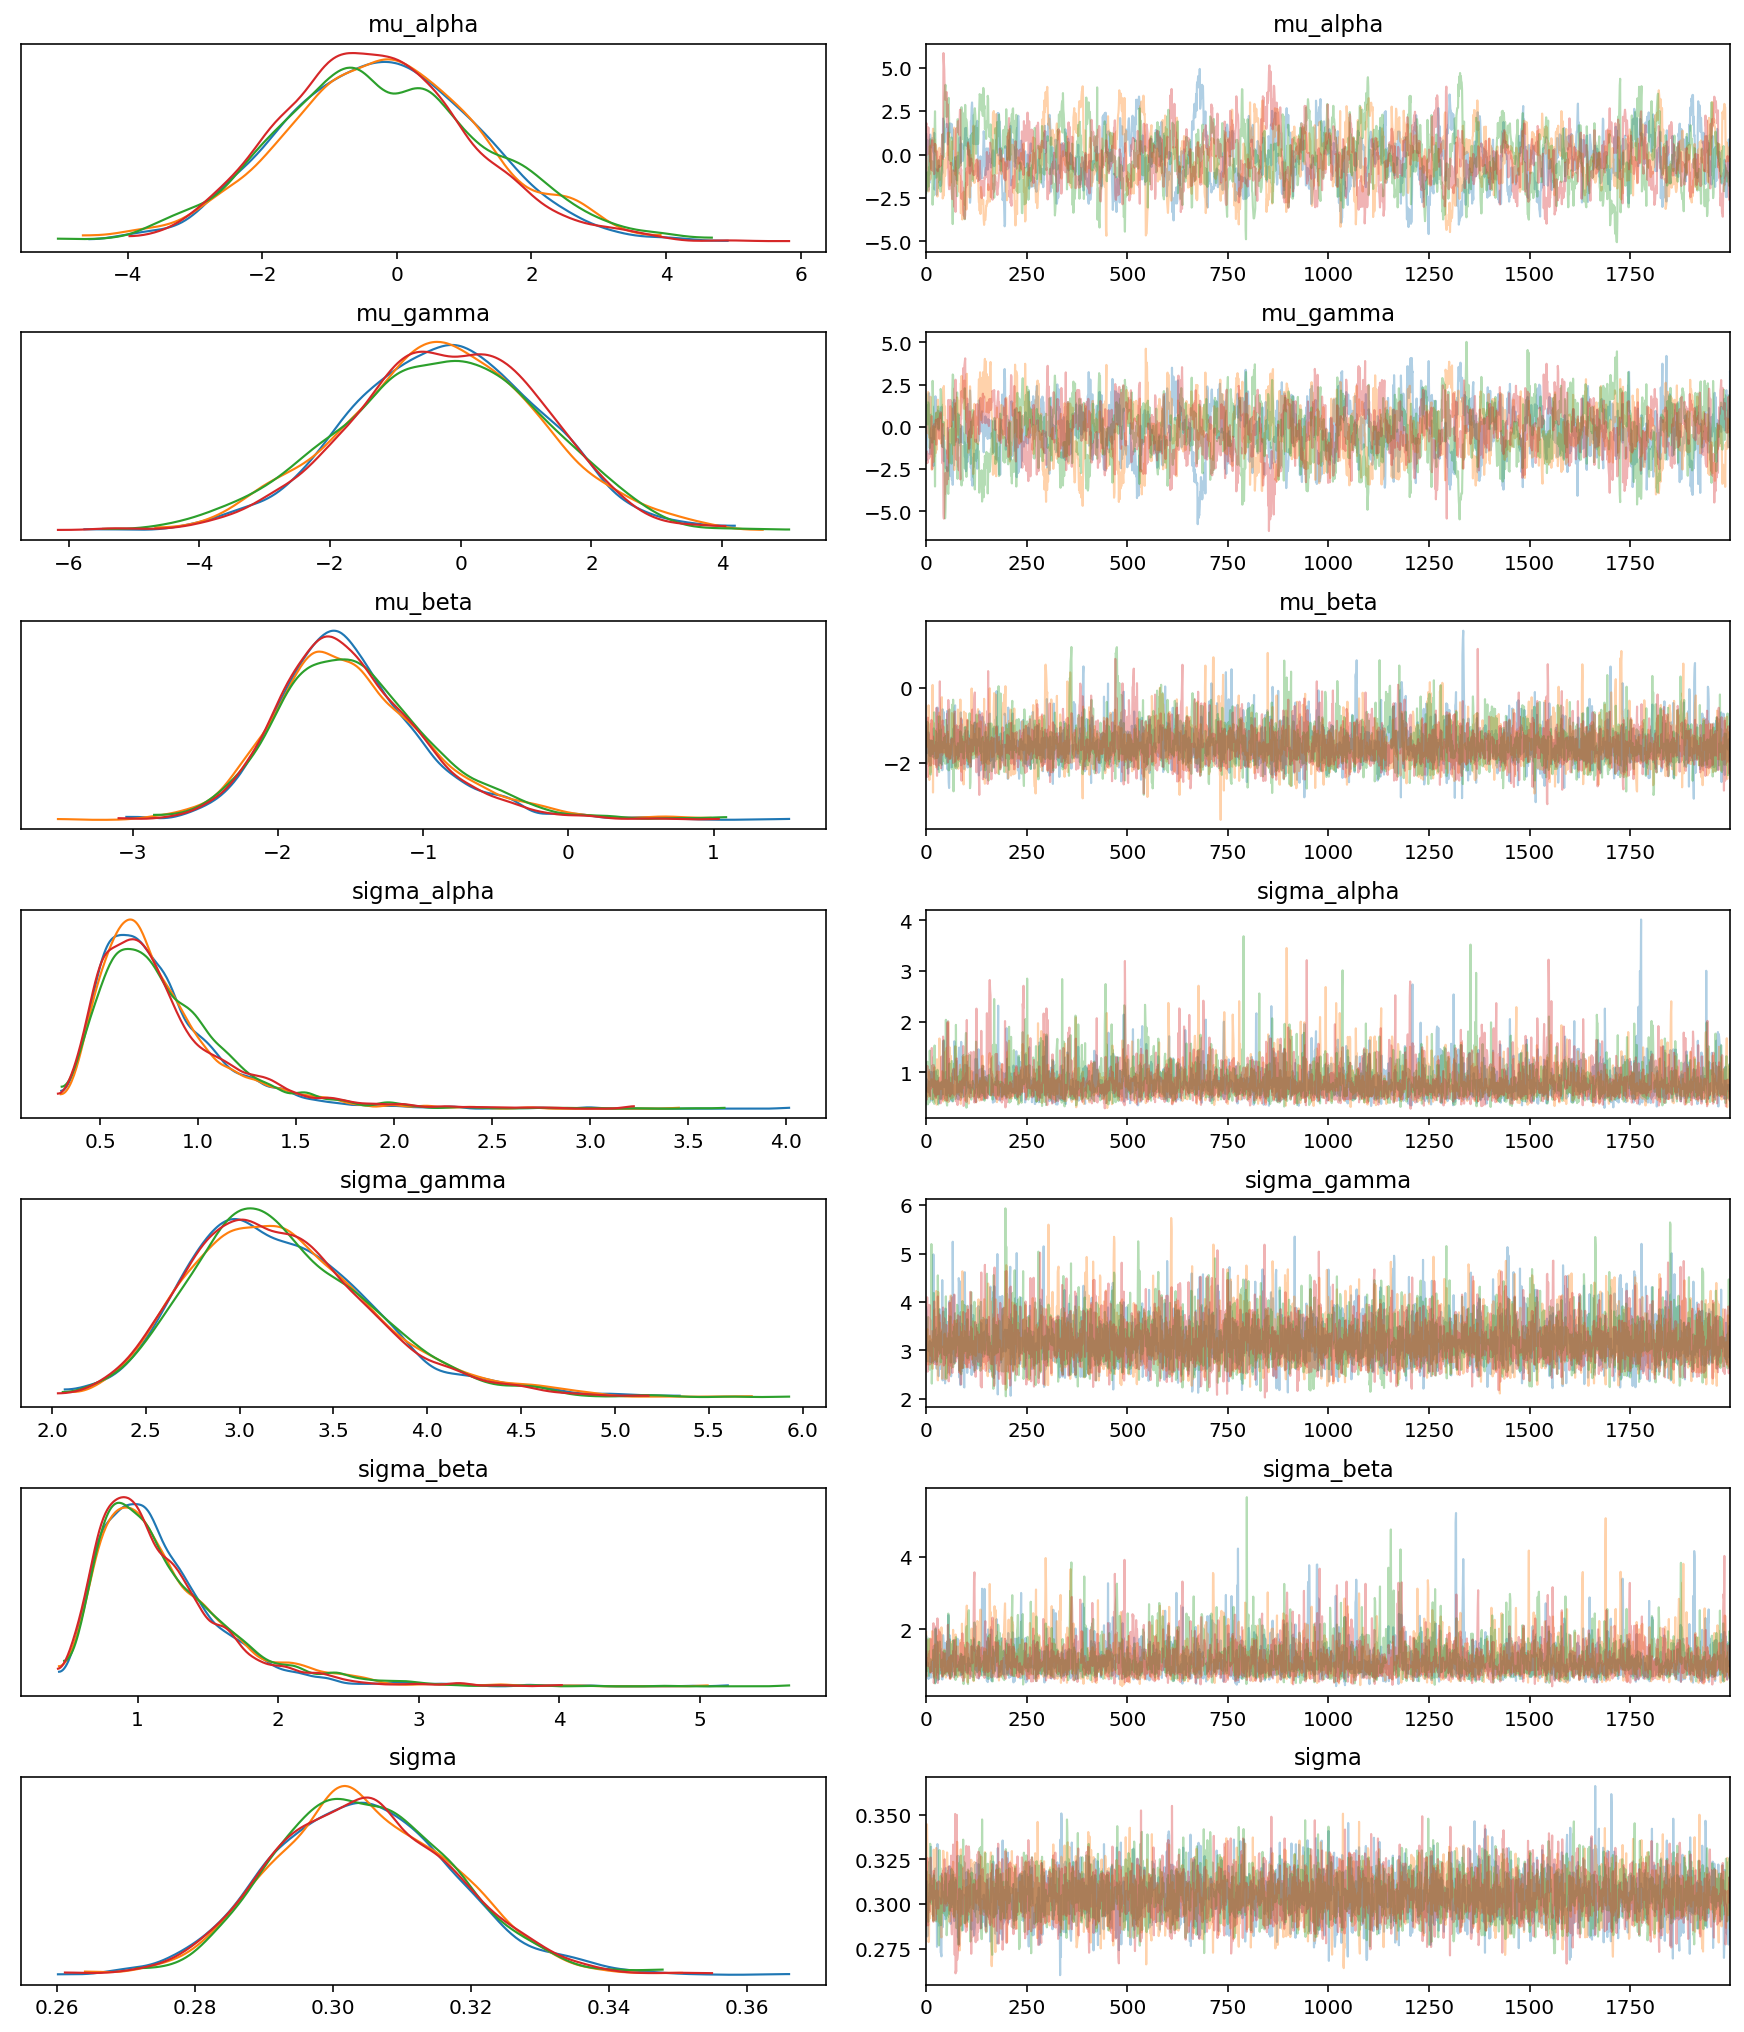 mu_alpha mu_alpha
5.0
2.5
0.0
−2.5
−5.0
−4 −2 0 2 4 6 0 250 500 750 1000 1250 1500 1750
mu_gamma mu_gamma
5.0
2.5
0.0
−2.5
−5.0
−6 −4 −2 0 2 4 0 250 500 750 1000 1250 1500 1750
mu_beta mu_beta
0
−2
−3 −2 −1 0 1 0 250 500 750 1000 1250 1500 1750
sigma_alpha sigma_alpha
4
3
2
1
0.5 1.0 1.5 2.0 2.5 3.0 3.5 4.0 0 250 500 750 1000 1250 1500 1750
sigma_gamma sigma_gamma
6
5
4
3
2
2.0 2.5 3.0 3.5 4.0 4.5 5.0 5.5 6.0 0 250 500 750 1000 1250 1500 1750
sigma_beta sigma_beta
4
2
1 2 3 4 5 0 250 500 750 1000 1250 1500 1750
sigma sigma
0.350
0.325
0.300
0.275
0.26 0.28 0.30 0.32 0.34 0.36 0 250 500 750 1000 1250 1500 1750